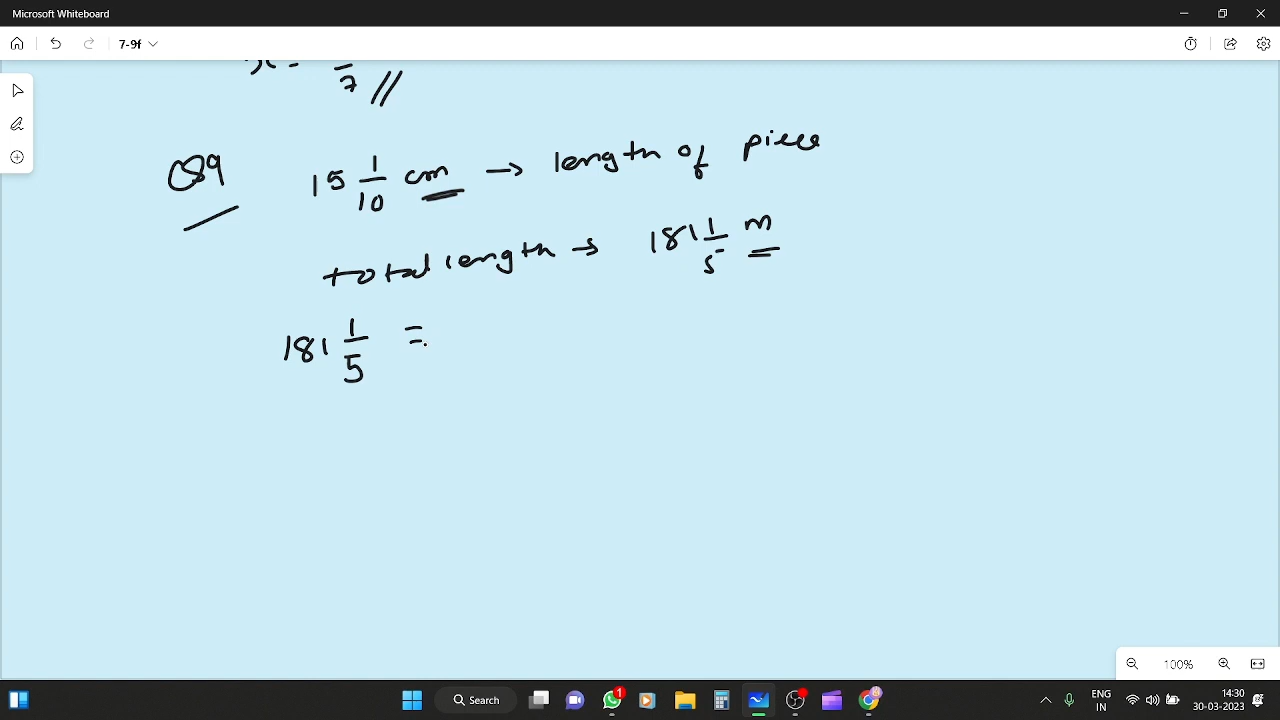 Microsoft Whiteboard
7-9f
7 //
Q9 15 1/10 cm → length of piece
total length → 181 1/5 m
181 1/5 =
100%
Search
1
ENG
IN
14:30
30-03-2023